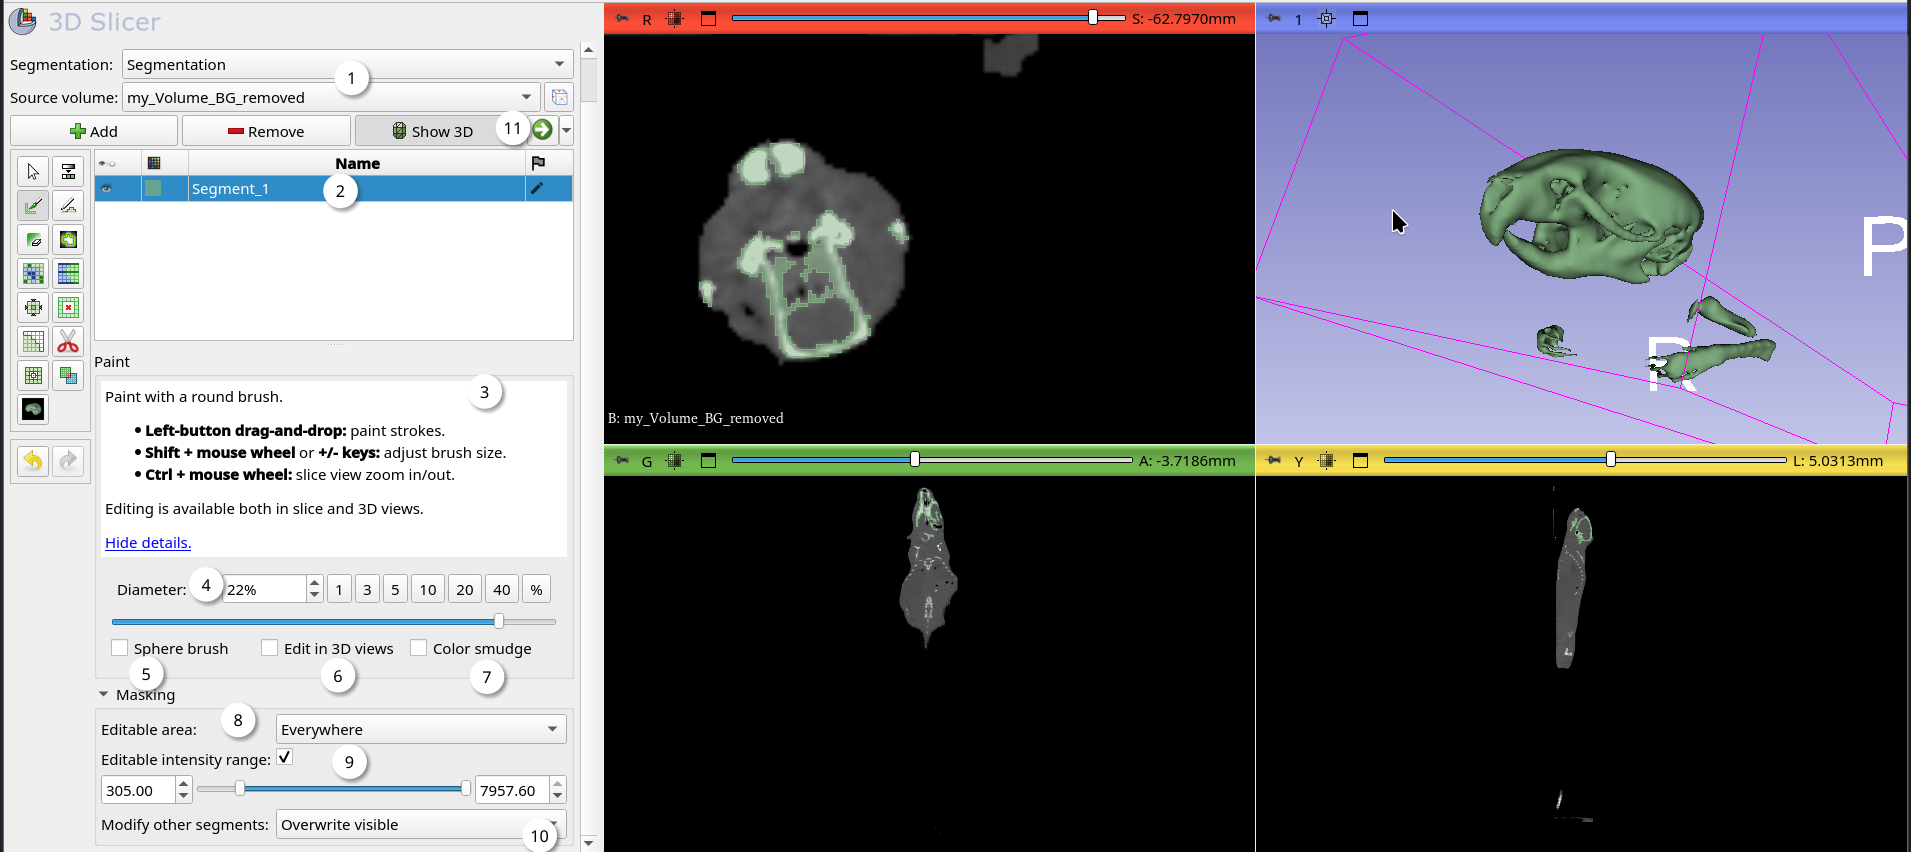 3D Slicer
Segmentation: Segmentation
1
Source volume: my_Volume_BG_removed
Add Remove Show 3D 11
Name
Segment_1 2
Paint
3
Paint with a round brush.
• Left-button drag-and-drop: paint strokes.
• Shift + mouse wheel or +/- keys: adjust brush size.
• Ctrl + mouse wheel: slice view zoom in/out.
Editing is available both in slice and 3D views.
Hide details.
Diameter: 4 22% 1 3 5 10 20 40 %
Sphere brush Edit in 3D views Color smudge
5 6 7
Masking
8
Editable area: Everywhere
Editable intensity range: 9
305.00 7957.60
Modify other segments: Overwrite visible
10
R S: -62.7970mm
B: my_Volume_BG_removed
1
P
R
G A: -3.7186mm
Y L: 5.0313mm